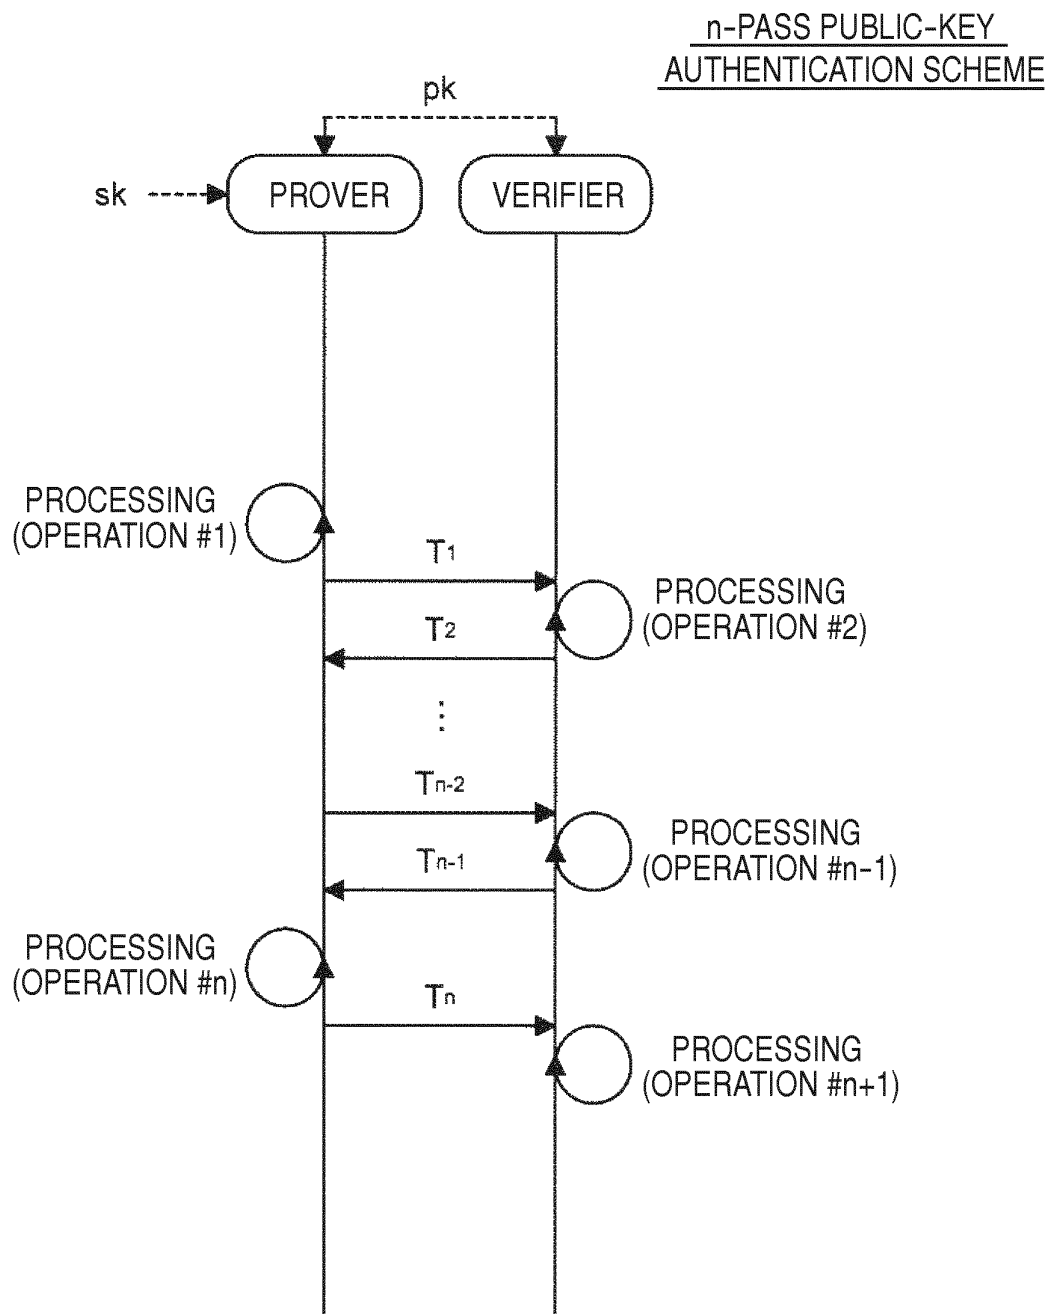 n-PASS PUBLIC-KEY
AUTHENTICATION SCHEME
pk
sk
PROVER
VERIFIER
PROCESSING
(OPERATION #1)
T1
PROCESSING
(OPERATION #2)
T2
⋮
Tn-2
PROCESSING
(OPERATION #n-1)
Tn-1
PROCESSING
(OPERATION #n)
Tn
PROCESSING
(OPERATION #n+1)